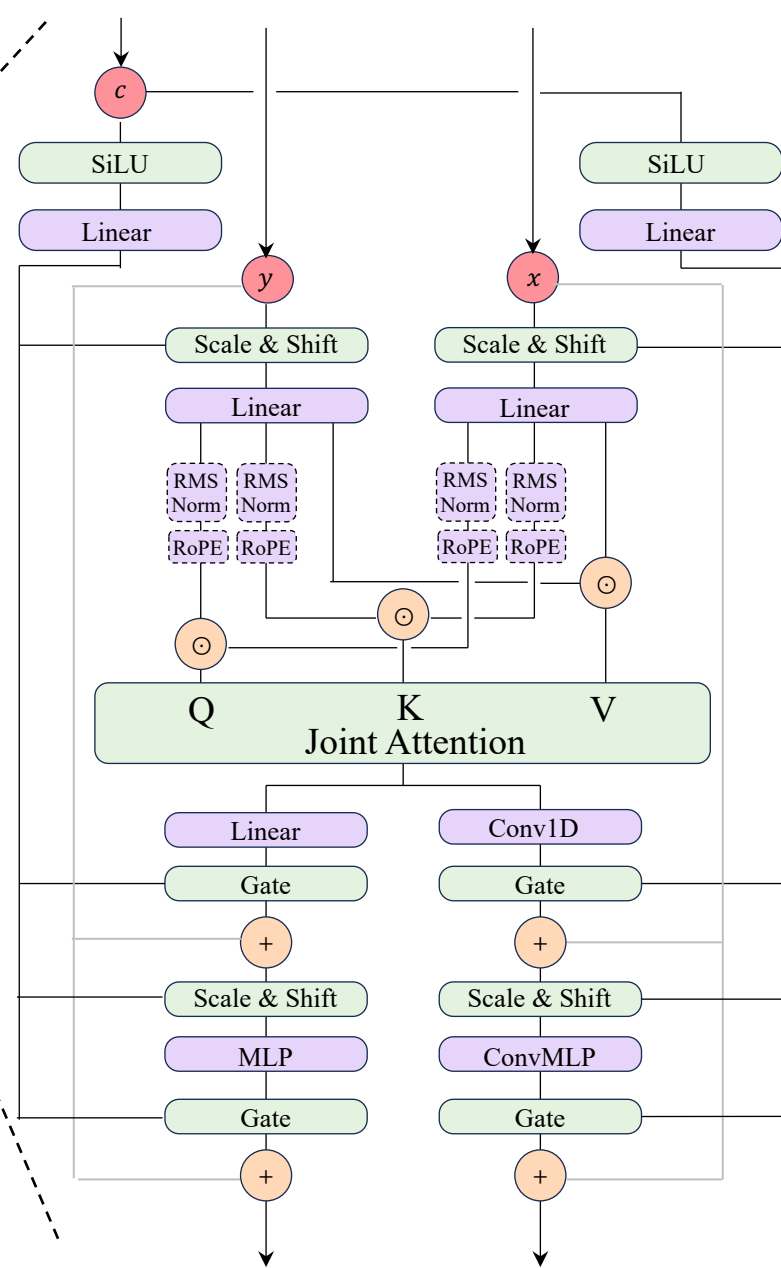 c
SiLU
SiLU
Linear
Linear
y
x
Scale & Shift
Scale & Shift
Linear
Linear
RMS
Norm
RMS
Norm
RMS
Norm
RMS
Norm
RoPE
RoPE
RoPE
RoPE
⊙
⊙
⊙
Q
K
V
Joint Attention
Linear
Conv1D
Gate
Gate
+
+
Scale & Shift
Scale & Shift
MLP
ConvMLP
Gate
Gate
+
+